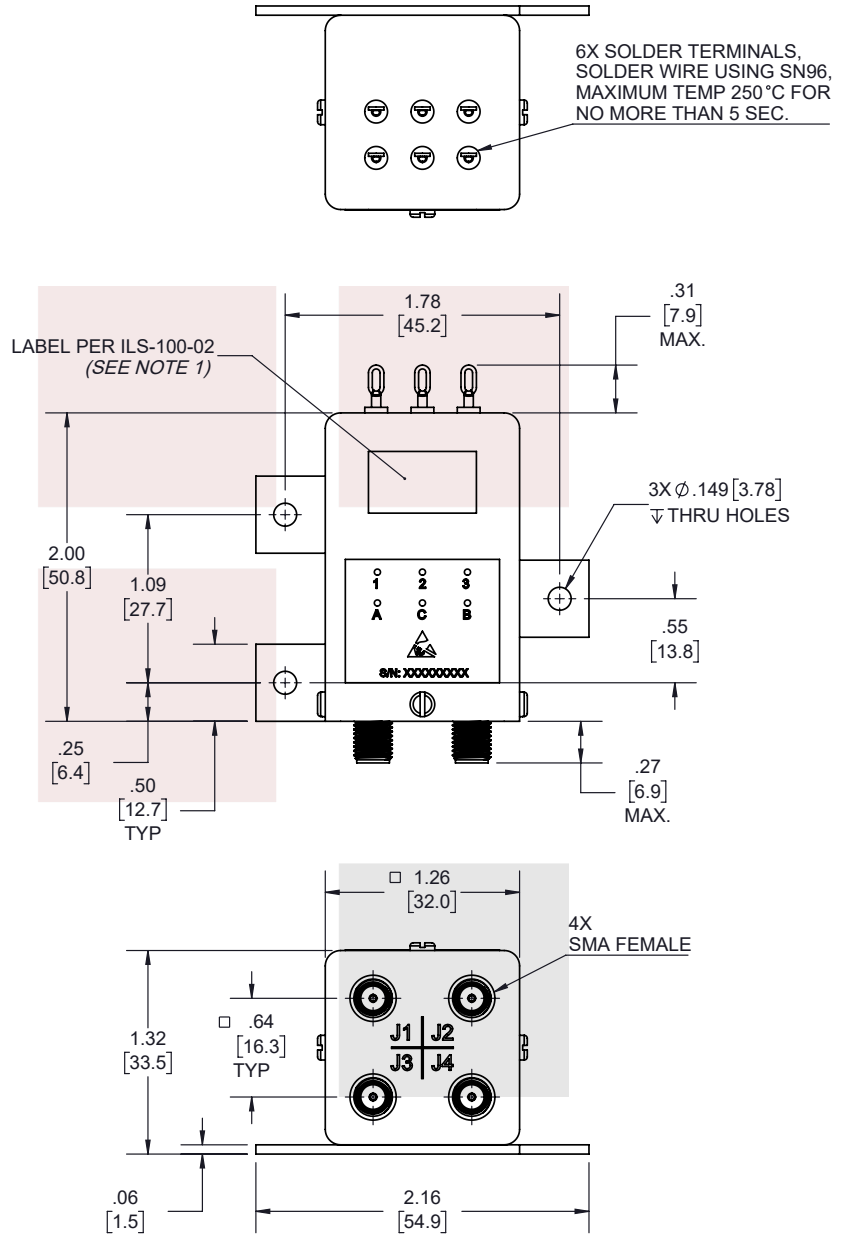 6X SOLDER TERMINALS,
SOLDER WIRE USING SN96,
MAXIMUM TEMP 250°C FOR
NO MORE THAN 5 SEC.
1.78
[45.2]
.31
[7.9]
MAX.
LABEL PER ILS-100-02
(SEE NOTE 1)
3X ⌀.149[3.78]
↧THRU HOLES
2.00
[50.8]
1.09
[27.7]
1 2 3
A C B
S/N: XXXXXXXXX
.55
[13.8]
.25
[6.4]
.50
[12.7]
TYP
.27
[6.9]
MAX.
□ 1.26
[32.0]
4X
SMA FEMALE
□ .64
[16.3]
TYP
J1 J2
J3 J4
1.32
[33.5]
.06
[1.5]
2.16
[54.9]